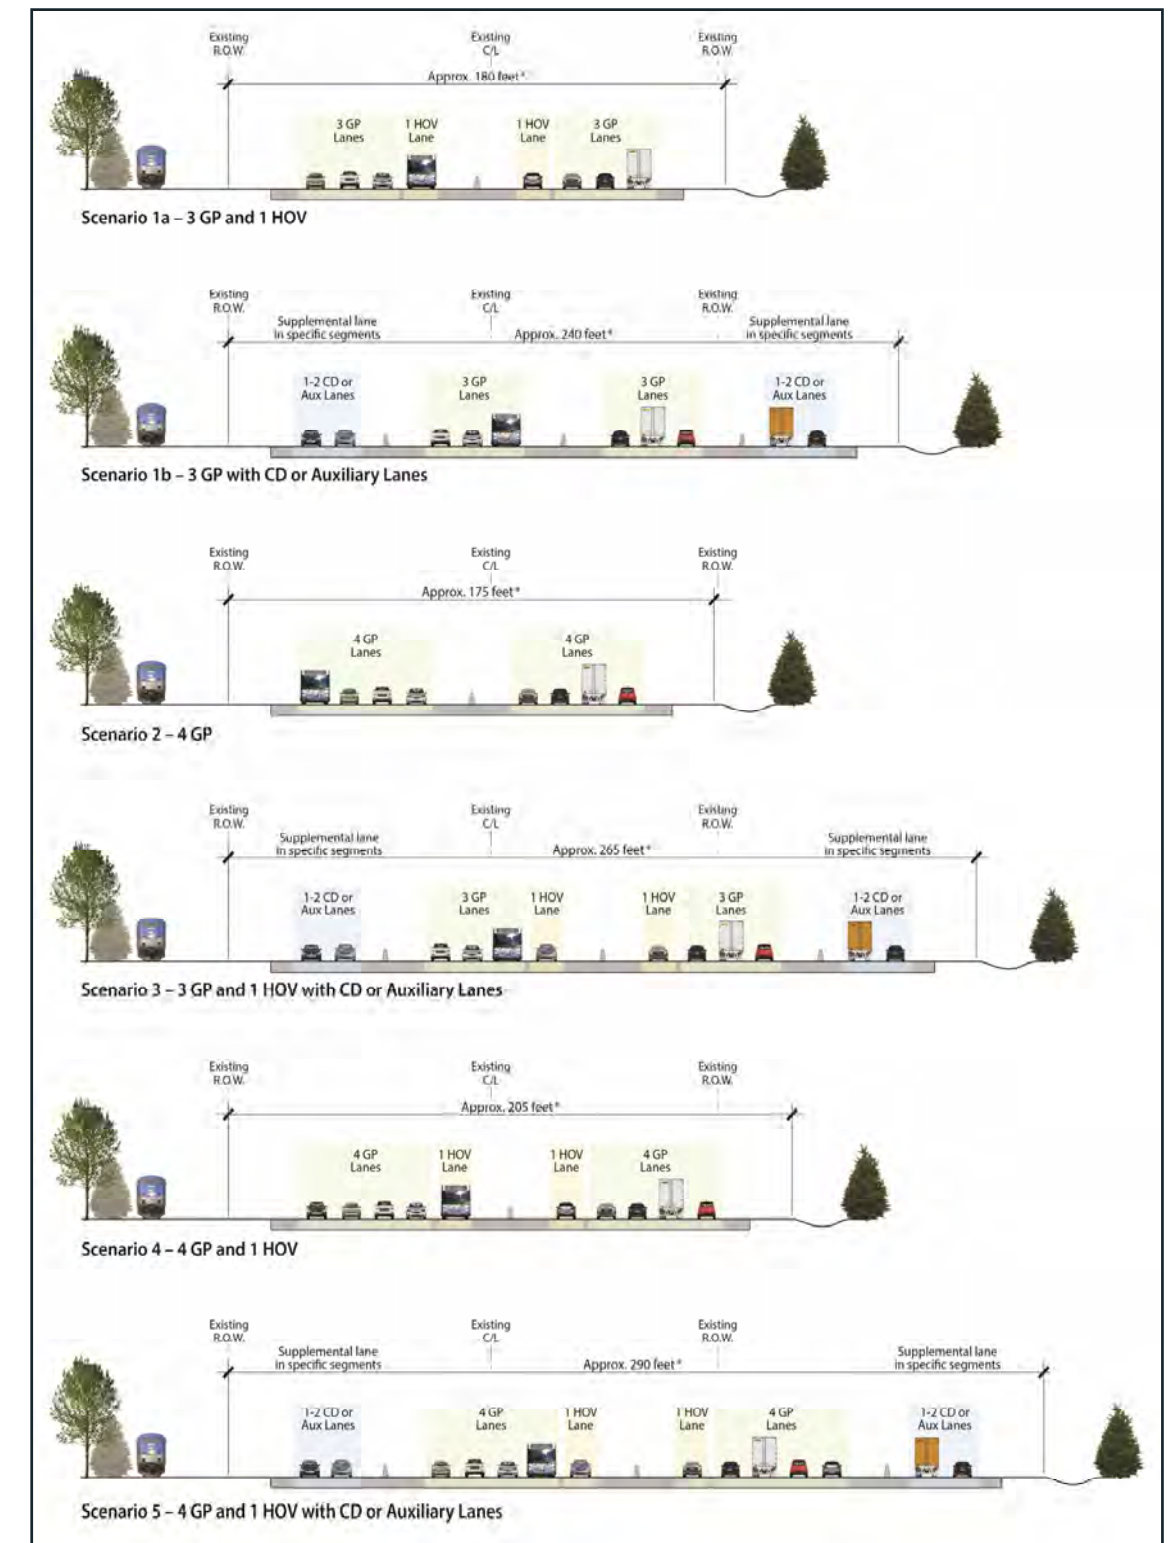 Existing
R.O.W.
Existing
C/L
Existing
R.O.W.
Approx. 180 feet*
3 GP
Lanes
1 HOV
Lane
1 HOV
Lane
3 GP
Lanes
Scenario 1a – 3 GP and 1 HOV
Existing
R.O.W.
Existing
C/L
Existing
R.O.W.
Supplemental lane
in specific segments
Approx. 240 feet*
Supplemental lane
in specific segments
1-2 CD or
Aux Lanes
3 GP
Lanes
3 GP
Lanes
1-2 CD or
Aux Lanes
Scenario 1b – 3 GP with CD or Auxiliary Lanes
Existing
R.O.W.
Existing
C/L
Existing
R.O.W.
Approx. 175 feet*
4 GP
Lanes
4 GP
Lanes
Scenario 2 – 4 GP
Existing
R.O.W.
Existing
C/L
Existing
R.O.W.
Supplemental lane
in specific segments
Approx. 265 feet*
Supplemental lane
in specific segments
1-2 CD or
Aux Lanes
3 GP
Lanes
1 HOV
Lane
1 HOV
Lane
3 GP
Lanes
1-2 CD or
Aux Lanes
Scenario 3 – 3 GP and 1 HOV with CD or Auxiliary Lanes
Existing
R.O.W.
Existing
C/L
Existing
R.O.W.
Approx. 205 feet*
4 GP
Lanes
1 HOV
Lane
1 HOV
Lane
4 GP
Lanes
Scenario 4 – 4 GP and 1 HOV
Existing
R.O.W.
Existing
C/L
Existing
R.O.W.
Supplemental lane
in specific segments
Approx. 290 feet*
Supplemental lane
in specific segments
1-2 CD or
Aux Lanes
4 GP
Lanes
1 HOV
Lane
1 HOV
Lane
4 GP
Lanes
1-2 CD or
Aux Lanes
Scenario 5 – 4 GP and 1 HOV with CD or Auxiliary Lanes